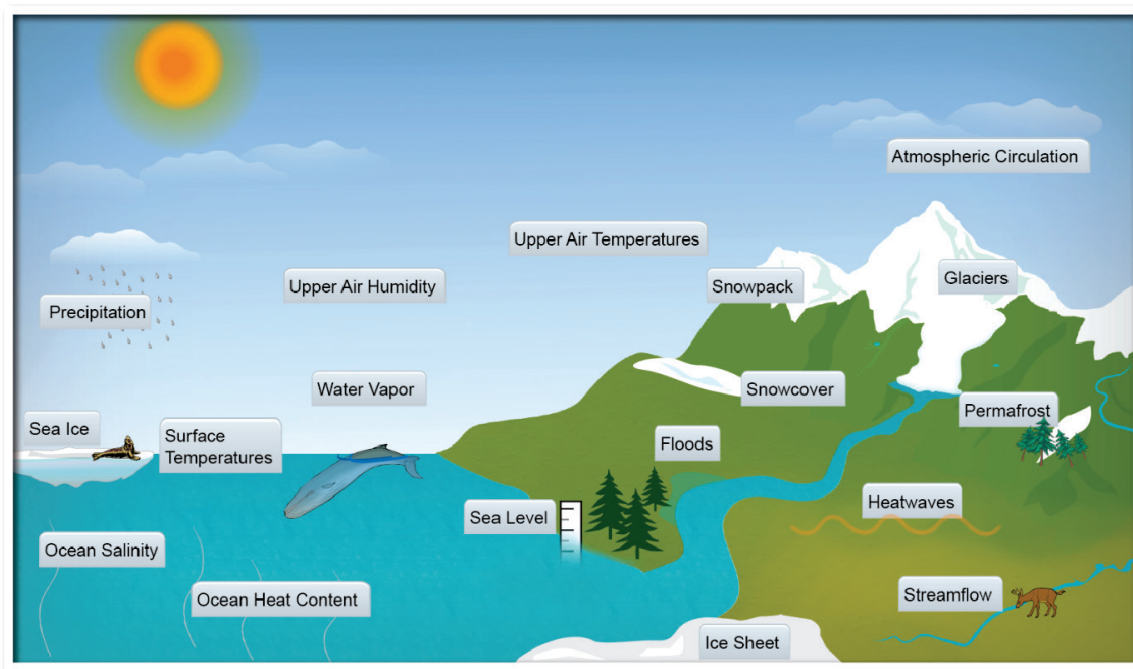 Atmospheric Circulation
Upper Air Temperatures
Upper Air Humidity
Snowpack
Glaciers
Precipitation
Water Vapor
Snowcover
Permafrost
Sea Ice
Surface
Temperatures
Floods
Heatwaves
Sea Level
Ocean Salinity
Ocean Heat Content
Streamflow
Ice Sheet